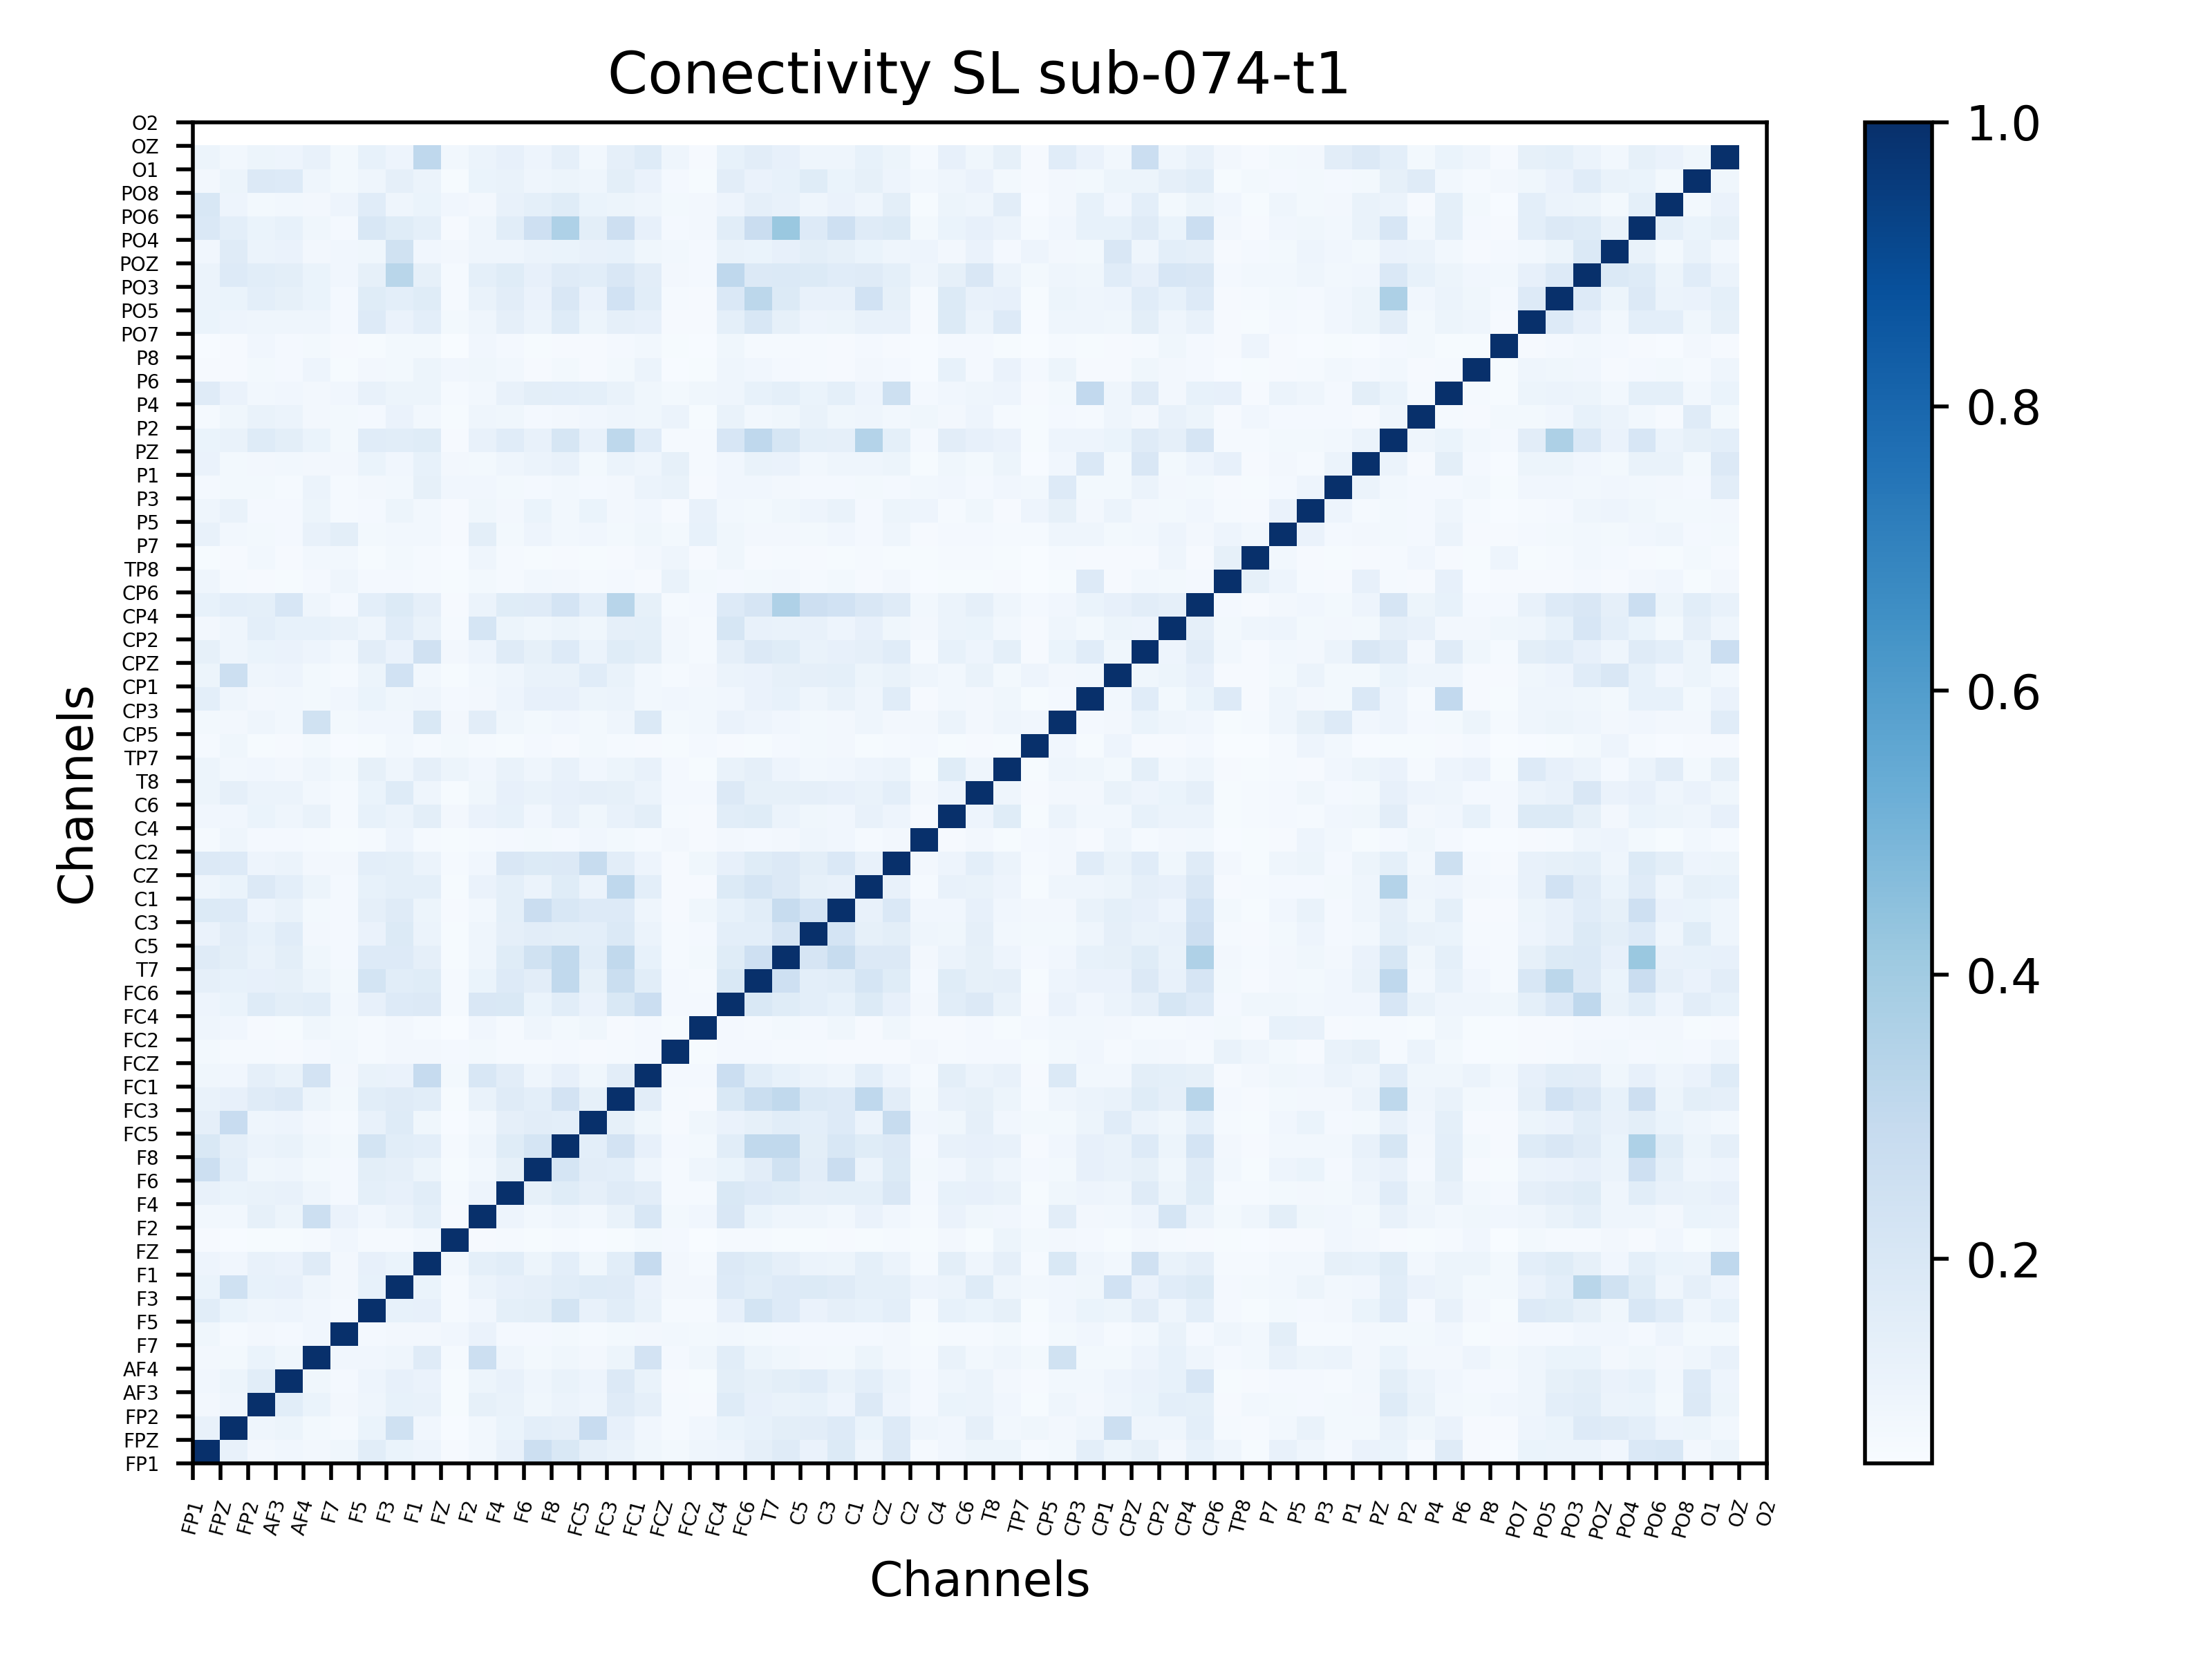 Conectivity SL sub-074-t1
O2
OZ
O1
PO8
PO6
PO4
POZ
PO3
PO5
PO7
P8
P6
P4
P2
PZ
P1
P3
P5
P7
TP8
CP6
CP4
CP2
CPZ
CP1
CP3
CP5
TP7
T8
C6
C4
C2
CZ
C1
C3
C5
T7
FC6
FC4
FC2
FCZ
FC1
FC3
FC5
F8
F6
F4
F2
FZ
F1
F3
F5
F7
AF4
AF3
FP2
FPZ
FP1
Channels
FP1 FPZ FP2 AF3 AF4 F7 F5 F3 F1 FZ F2 F4 F6 F8 FC5 FC3 FC1 FCZ FC2 FC4 FC6 T7 C5 C3 C1 CZ C2 C4 C6 T8 TP7 CP5 CP3 CP1 CPZ CP2 CP4 CP6 TP8 P7 P5 P3 P1 PZ P2 P4 P6 P8 PO7 PO5 PO3 POZ PO4 PO6 PO8 O1 OZ O2
Channels
1.0
0.8
0.6
0.4
0.2